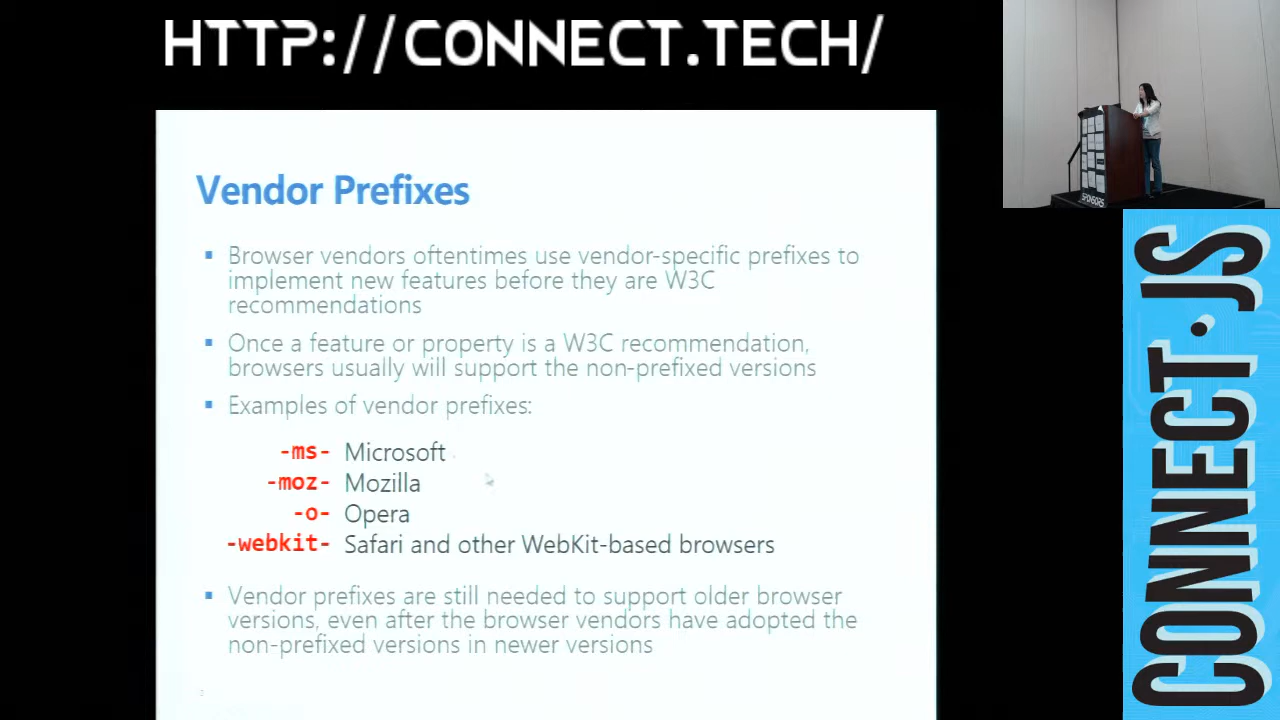 HTTP://CONNECT.TECH/
Vendor Prefixes
▪ Browser vendors oftentimes use vendor-specific prefixes to
implement new features before they are W3C
recommendations
▪ Once a feature or property is a W3C recommendation,
browsers usually will support the non-prefixed versions
▪ Examples of vendor prefixes:
-ms- Microsoft
-moz- Mozilla
-o- Opera
-webkit- Safari and other WebKit-based browsers
▪ Vendor prefixes are still needed to support older browser
versions, even after the browser vendors have adopted the
non-prefixed versions in newer versions
SPONSORS
CONNECT.JS